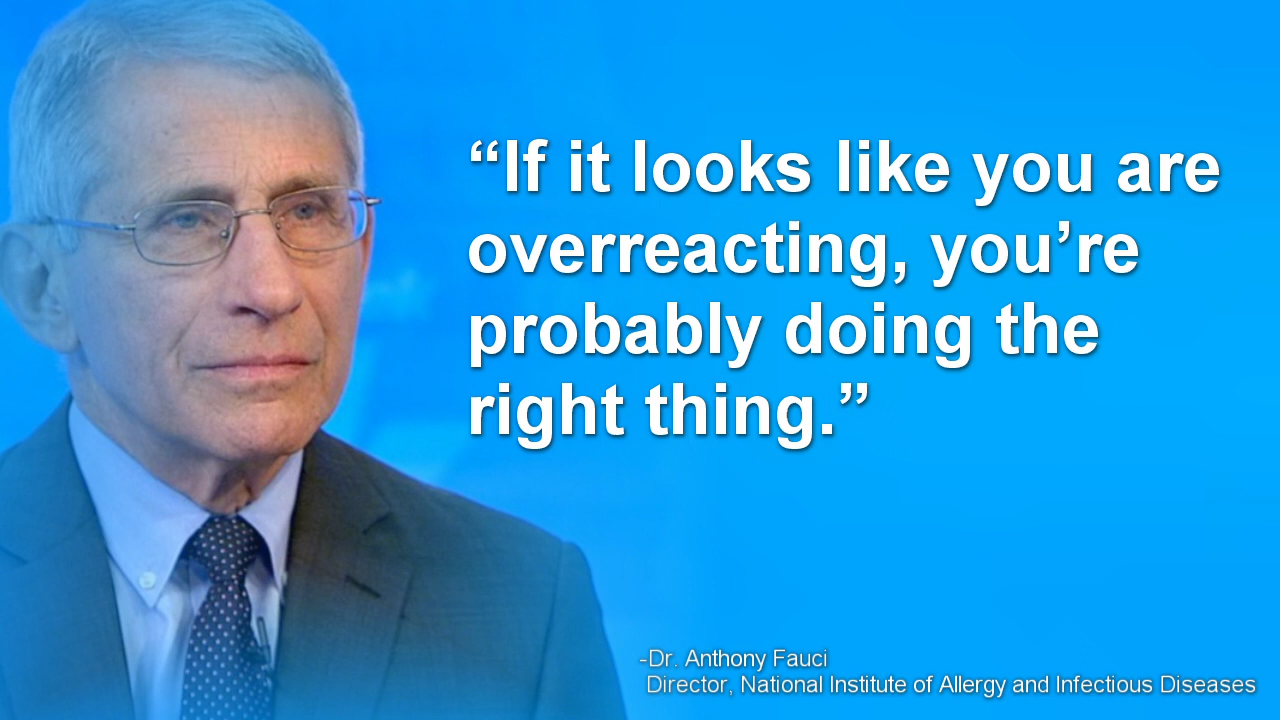 “If it looks like you are
overreacting, you’re
probably doing the
right thing.”
-Dr. Anthony Fauci
Director, National Institute of Allergy and Infectious Diseases